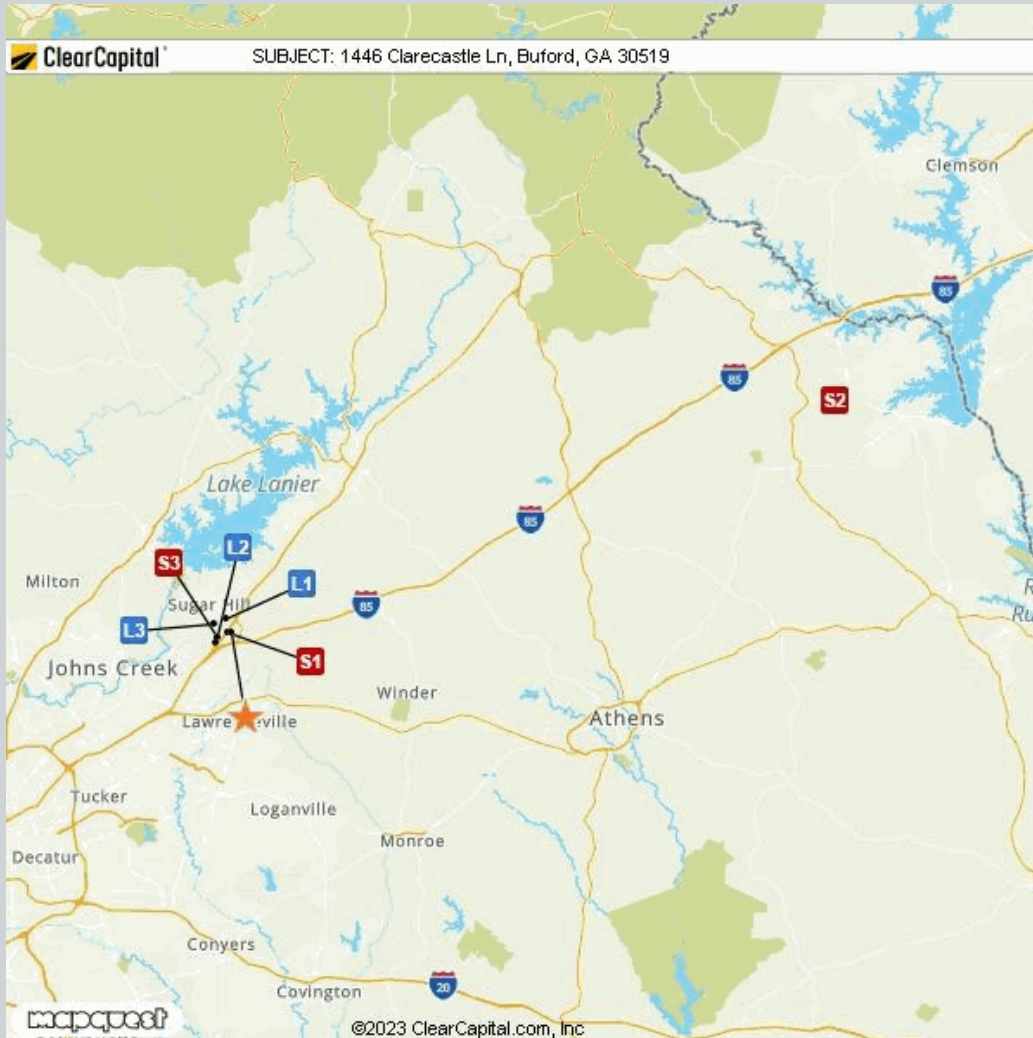 ClearCapital
SUBJECT: 1446 Clarecastle Ln, Buford, GA 30519
Clemson
85
85
S2
Lake Lanier
85
L2
S3
Milton
L1
85
Sugar Hill
L3
S1
Johns Creek
Winder
Athens
Tucker
Loganville
Monroe
Decatur
Conyers
20
Covington
mapquest
©2023 ClearCapital.com, Inc